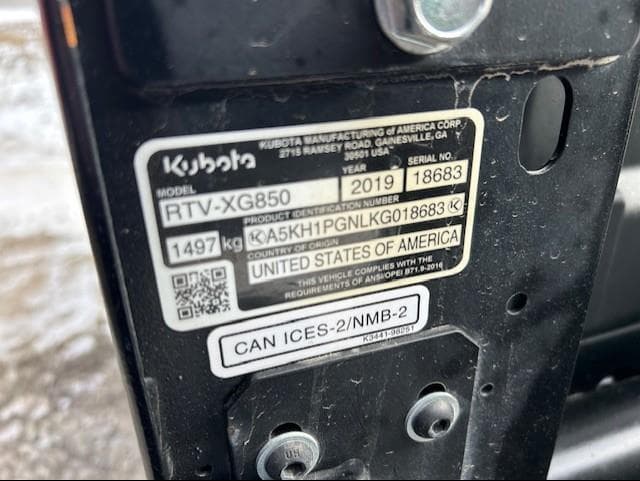 Kubota
KUBOTA MANUFACTURING of AMERICA CORP.
2715 RAMSEY ROAD, GAINESVILLE, GA
30501 USA
MODEL YEAR SERIAL NO.
RTV-XG850 2019 18683
PRODUCT IDENTIFICATION NUMBER
1497 kg K A5KH1PGNLKG018683 K
COUNTRY OF ORIGIN
UNITED STATES OF AMERICA
THIS VEHICLE COMPLIES WITH THE
REQUIREMENTS OF ANSI/OPEI B71.9-2016
CAN ICES-2/NMB-2
K3441-98251